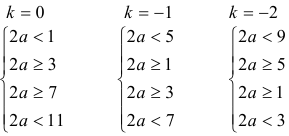 k = 0 k = −1 k = −2
2a < 1 2a < 5 2a < 9
2a ≥ 3 2a ≥ 1 2a ≥ 5
2a ≥ 7 2a ≥ 3 2a ≥ 1
2a < 11 2a < 7 2a < 3